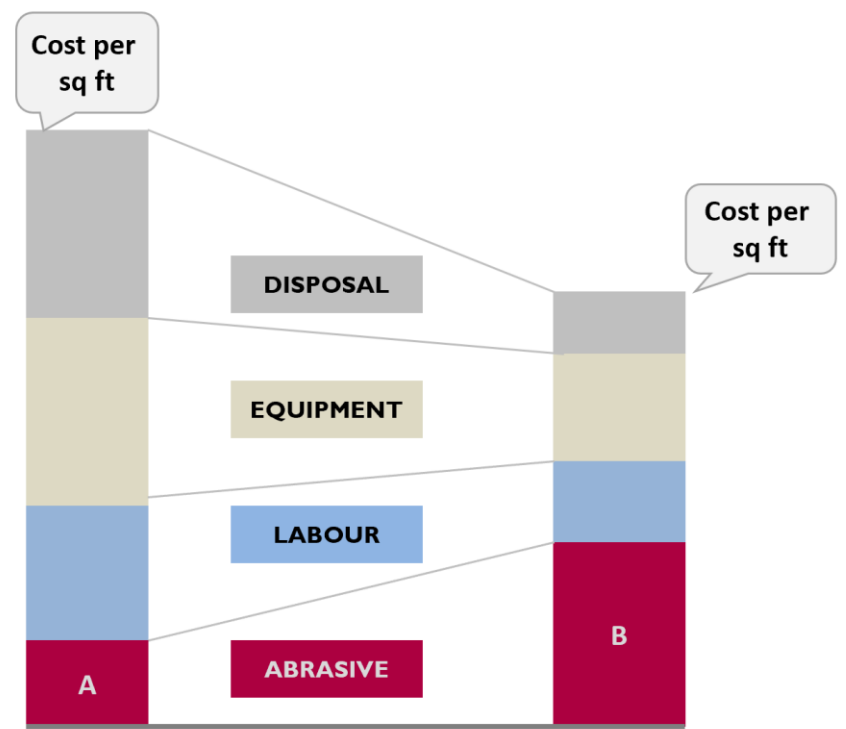 Cost per
sq ft
Cost per
sq ft
DISPOSAL
EQUIPMENT
LABOUR
ABRASIVE
A
B